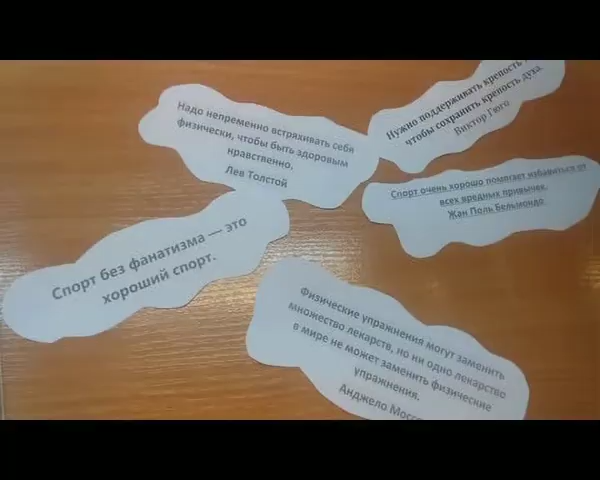 Надо непременно встряхивать себя
физически, чтобы быть здоровым
нравственно.
Лев Толстой
Нужно поддерживать крепость
чтобы сохранить крепость духа.
Виктор Гюго
Спорт очень хорошо помогает избавиться от
всех вредных привычек.
Жан Поль Бельмондо
Спорт без фанатизма — это
хороший спорт.
Физические упражнения могут заменить
множество лекарств, но ни одно лекарство
в мире не может заменить физические
упражнения.
Анджело